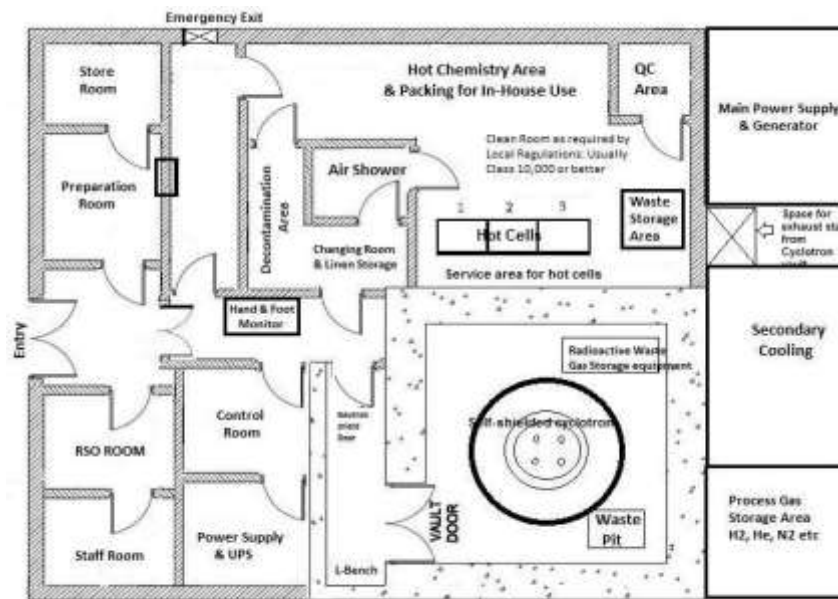 Emergency Exit
Store
Room
Hot Chemistry Area
& Packing for In-House Use
QC
Area
Main Power Supply
& Generator
Clean Room as required by
Local Regulations: Usually
Class 10,000 or better
Preparation
Room
Air Shower
Decontamination
Area
Changing Room
& Linen Storage
1 2 3
Hot Cells
Service area for hot cells
Waste
Storage
Area
Space for
exhaust
from
Cyclotron
Entry
Hand & Foot
Monitor
Secondary
Cooling
Radioactive Waste
Gas Storage equipment
Self-shielded cyclotron
Control
Room
RSO ROOM
Door
VAULT
DOOR
Waste
Pit
Process Gas
Storage Area
H2, He, N2 etc
Staff Room
Power Supply
& UPS
L-Bench